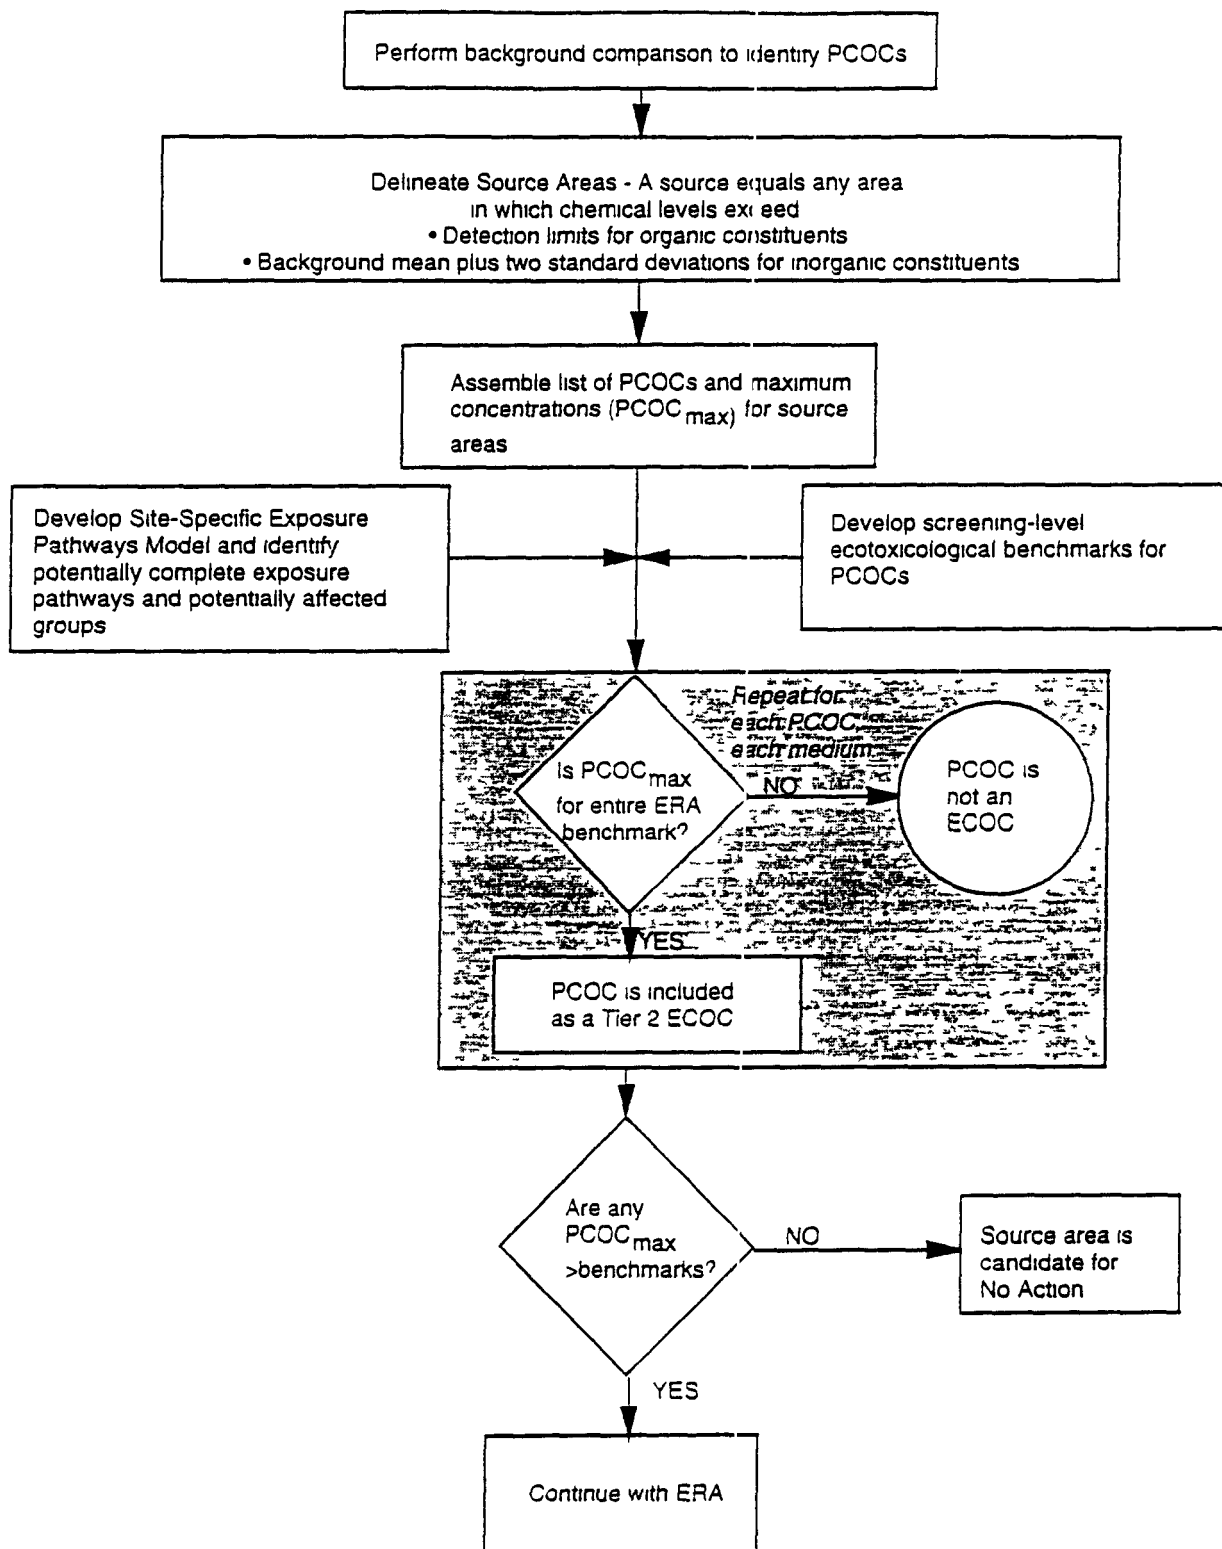 Perform background comparison to identify PCOCs
Delineate Source Areas - A source equals any area
in which chemical levels exceed
• Detection limits for organic constituents
• Background mean plus two standard deviations for inorganic constituents
Assemble list of PCOCs and maximum
concentrations (PCOCmax) for source
areas
Develop Site-Specific Exposure
Pathways Model and identify
potentially complete exposure
pathways and potentially affected
groups
Develop screening-level
ecotoxicological benchmarks for
PCOCs
Repeat for
each PCOC
each medium
Is PCOCmax
for entire ERA
benchmark?
NO
PCOC is
not an
ECOC
YES
PCOC is included
as a Tier 2 ECOC
Are any
PCOCmax
>benchmarks?
NO
Source area is
candidate for
No Action
YES
Continue with ERA